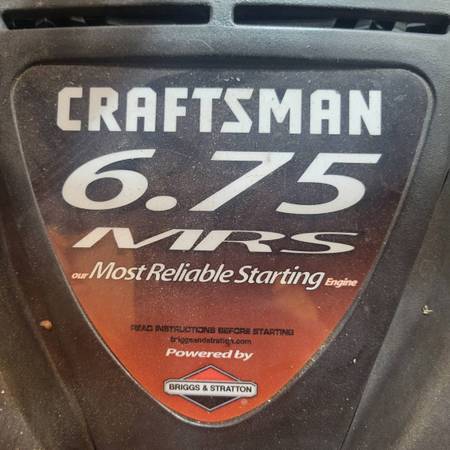 CRAFTSMAN
6.75
MRS
our Most Reliable Starting Engine
READ INSTRUCTIONS BEFORE STARTING
briggsandstratton.com
Powered by
BRIGGS & STRATTON